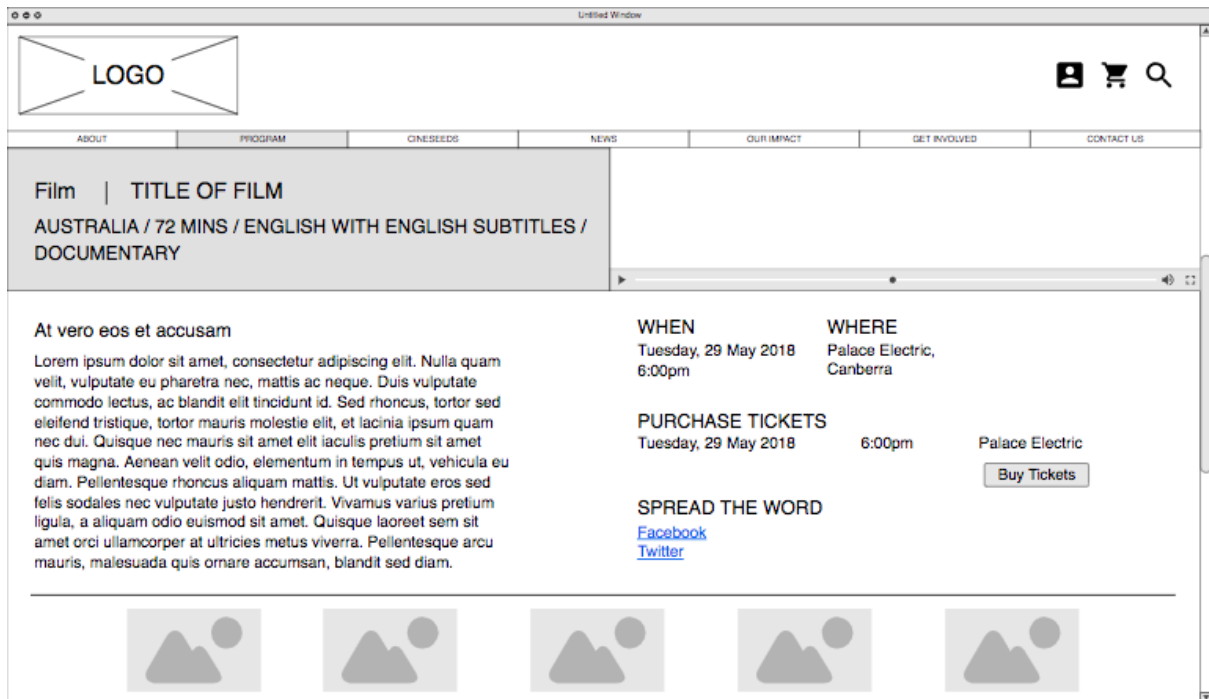 Untitled Window
LOGO
ABOUT
PROGRAM
CINESEEDS
NEWS
OUR IMPACT
GET INVOLVED
CONTACT US
Film | TITLE OF FILM
AUSTRALIA / 72 MINS / ENGLISH WITH ENGLISH SUBTITLES /
DOCUMENTARY
At vero eos et accusam
Lorem ipsum dolor sit amet, consectetur adipiscing elit. Nulla quam
velit, vulputate eu pharetra nec, mattis ac neque. Duis vulputate
commodo lectus, ac blandit elit tincidunt id. Sed rhoncus, tortor sed
eleifend tristique, tortor mauris molestie elit, et lacinia ipsum quam
nec dui. Quisque nec mauris sit amet elit iaculis pretium sit amet
quis magna. Aenean velit odio, elementum in tempus ut, vehicula eu
diam. Pellentesque rhoncus aliquam mattis. Ut vulputate eros sed
felis sodales nec vulputate justo hendrerit. Vivamus varius pretium
ligula, a aliquam odio euismod sit amet. Quisque laoreet sem sit
amet orci ullamcorper at ultricies metus viverra. Pellentesque arcu
mauris, malesuada quis ornare accumsan, blandit sed diam.
WHEN
Tuesday, 29 May 2018
6:00pm
WHERE
Palace Electric,
Canberra
PURCHASE TICKETS
Tuesday, 29 May 2018 6:00pm Palace Electric
Buy Tickets
SPREAD THE WORD
Facebook
Twitter